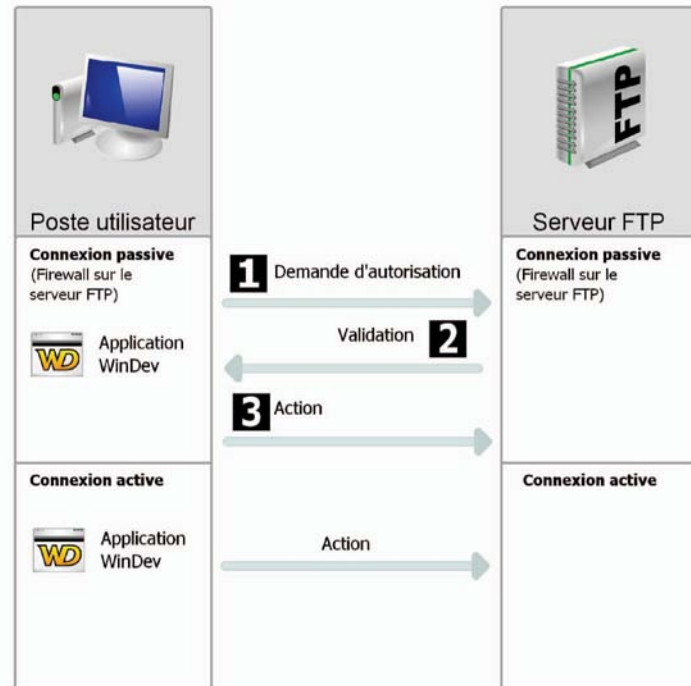 FTP
Poste utilisateur
Serveur FTP
Connexion passive
(Firewall sur le
serveur FTP)
1 Demande d'autorisation
Connexion passive
(Firewall sur le
serveur FTP)
WD
Application
WinDev
Validation 2
3 Action
Connexion active
Connexion active
WD
Application
WinDev
Action